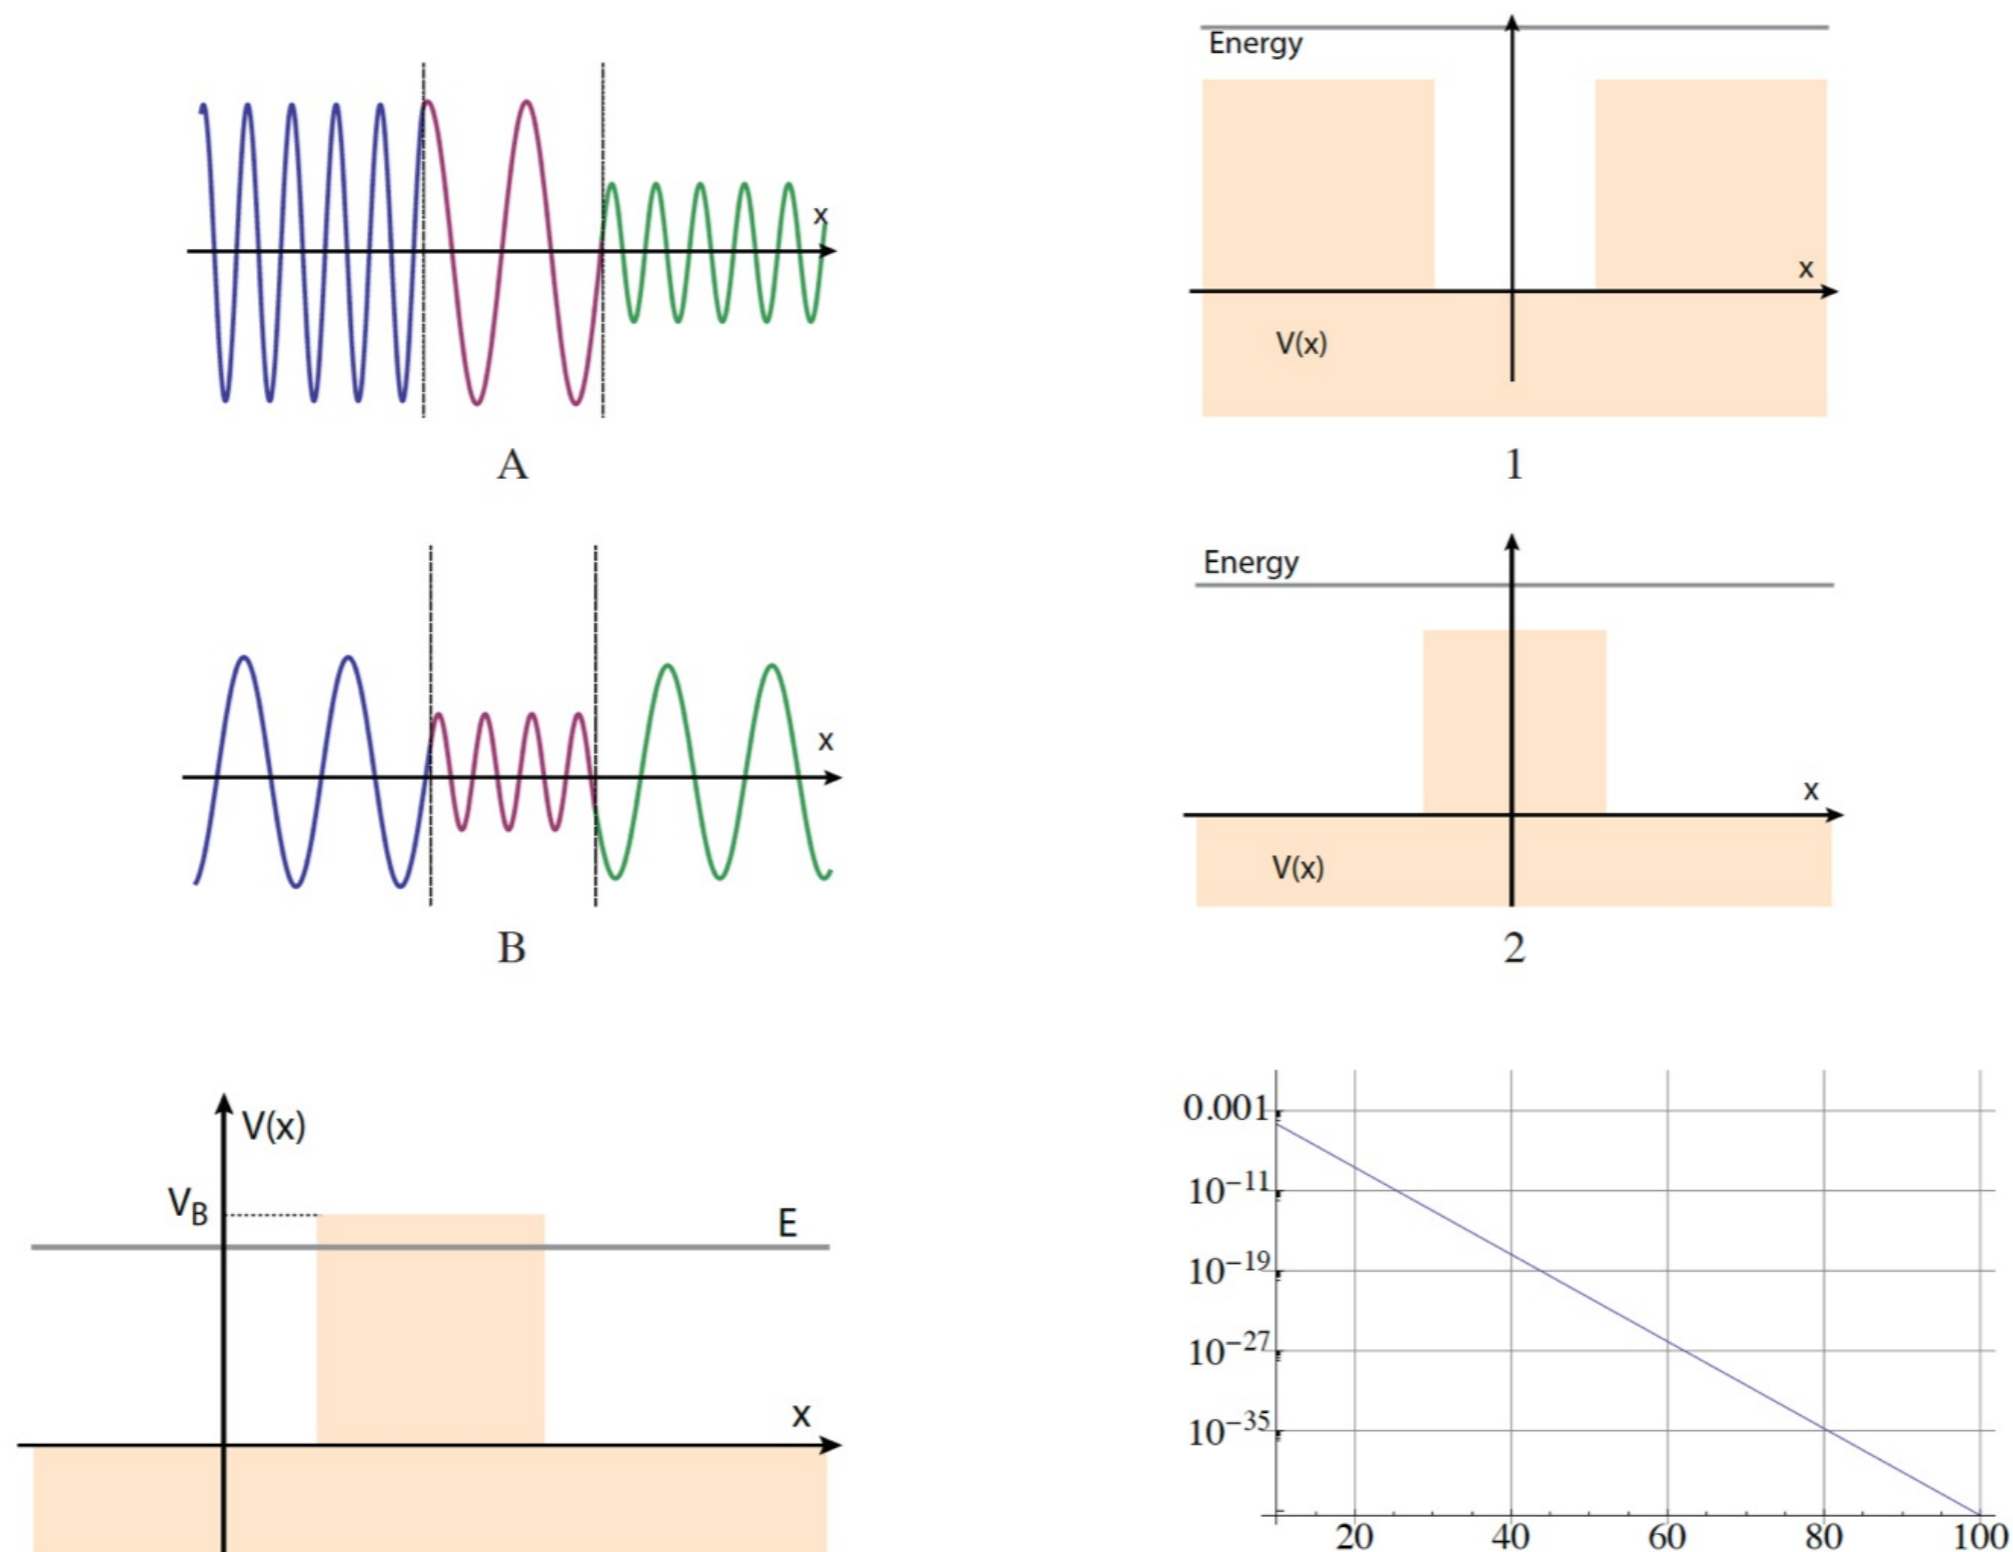 x
A
Energy
x
V(x)
1
x
B
Energy
x
V(x)
2
V(x)
V_B
E
x
0.001
10^{-11}
10^{-19}
10^{-27}
10^{-35}
20 40 60 80 100